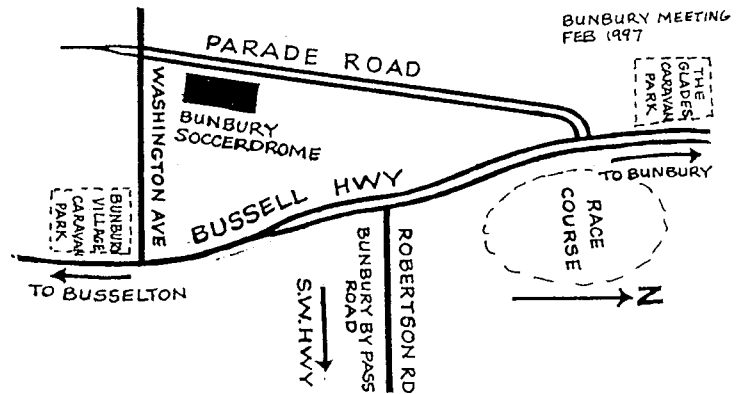 BUNBURY MEETING
FEB 1997
PARADE ROAD
THE
GLADES
CARAVAN
PARK
WASHINGTON AVE
BUNBURY
SOCCERDROME
BUSSELL HWY
TO BUNBURY
BUNBURY
VILLAGE
CARAVAN
PARK
RACE
COURSE
TO BUSSELTON
ROBERTSON RD
BUNBURY BY PASS
ROAD
S.W.HWY
N